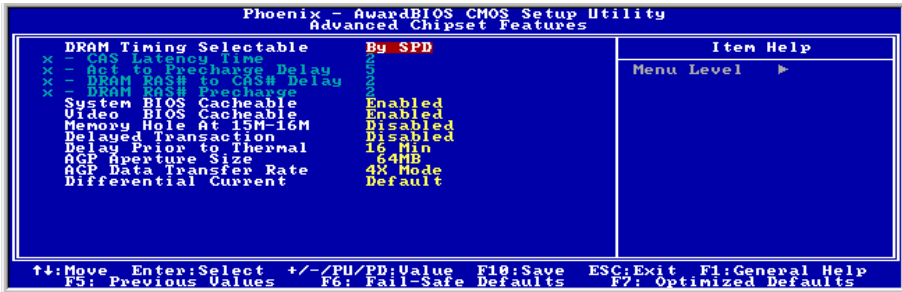 Phoenix - AwardBIOS CMOS Setup Utility
Advanced Chipset Features
DRAM Timing Selectable By SPD
x - CAS Latency Time 2
x - Act to Precharge Delay 5
x - DRAM RAS# to CAS# Delay 2
x - DRAM RAS# Precharge 2
System BIOS Cacheable Enabled
Video BIOS Cacheable Enabled
Memory Hole At 15M-16M Disabled
Delayed Transaction Disabled
Delay Prior to Thermal 16 Min
AGP Aperture Size 64MB
AGP Data Transfer Rate 4X Mode
Differential Current Default
Item Help
Menu Level ►
↑↓:Move Enter:Select +/-/PU/PD:Value F10:Save ESC:Exit F1:General Help
F5: Previous Values F6: Fail-Safe Defaults F7: Optimized Defaults